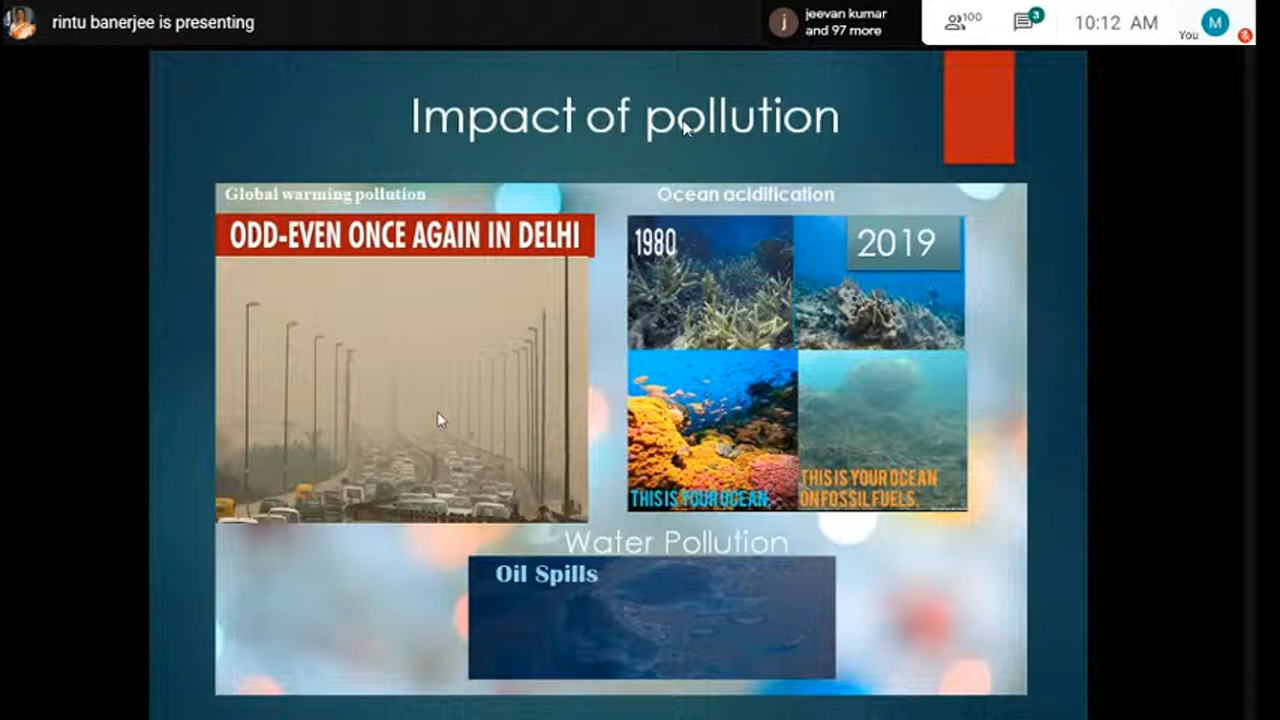 rintu banerjee is presenting
j
jeevan kumar
and 97 more
100
3
10:12 AM
You
M
Impact of pollution
Global warming pollution
ODD-EVEN ONCE AGAIN IN DELHI
Ocean acidification
1980
2019
THIS IS YOUR OCEAN.
THIS IS YOUR OCEAN
ON FOSSIL FUELS.
Water Pollution
Oil Spills